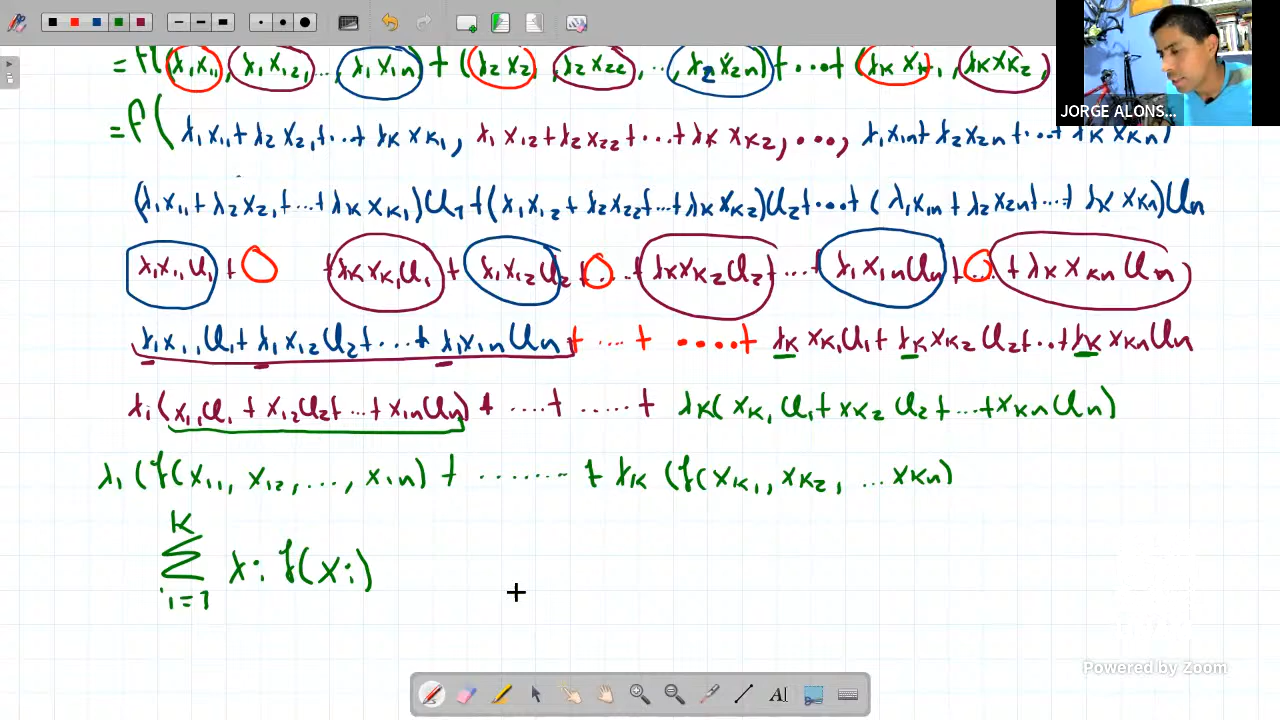 = f((λ₁x₁₁, λ₁x₁₂, ..., λ₁x₁n) + (λ₂x₂, λ₂x₂₂, ..., λ₂x₂n) + ... + (λₖxₖ₁, λₖxₖ₂,
JORGE ALONS...
= f(λ₁x₁₁+λ₂x₂₁+...+λₖxₖ₁, λ₁x₁₂+λ₂x₂₂+...+λₖxₖ₂, ..., λ₁x₁n+λ₂x₂n+...+λₖxₖn)
(λ₁x₁₁+λ₂x₂₁+...+λₖxₖ₁)U₁+(λ₁x₁₂+λ₂x₂₂+...+λₖxₖ₂)U₂+...+(λ₁x₁n+λ₂x₂n+...+λₖxₖn)Un
λ₁x₁₁U₁ + +λₖxₖ₁U₁ + λ₁x₁₂U₂ + ... + λₖxₖ₂U₂ + ... + λ₁x₁nUn + ... + λₖxₖnUn
λ₁x₁₁U₁+λ₁x₁₂U₂+...+λ₁x₁nUn + ... + ....+ λₖxₖ₁U₁+λₖxₖ₂U₂+...+λₖxₖnUn
λ₁(x₁₁U₁ + x₁₂U₂+...+x₁nUn) + ....+ .....+ λₖ(xₖ₁U₁+xₖ₂U₂+...+xₖnUn)
λ₁(f(x₁₁, x₁₂, ..., x₁n) + ....... + λₖ(f(xₖ₁, xₖ₂, ...xₖn)
K
Σ λi f(xi)
i=1
Powered by Zoom
AI